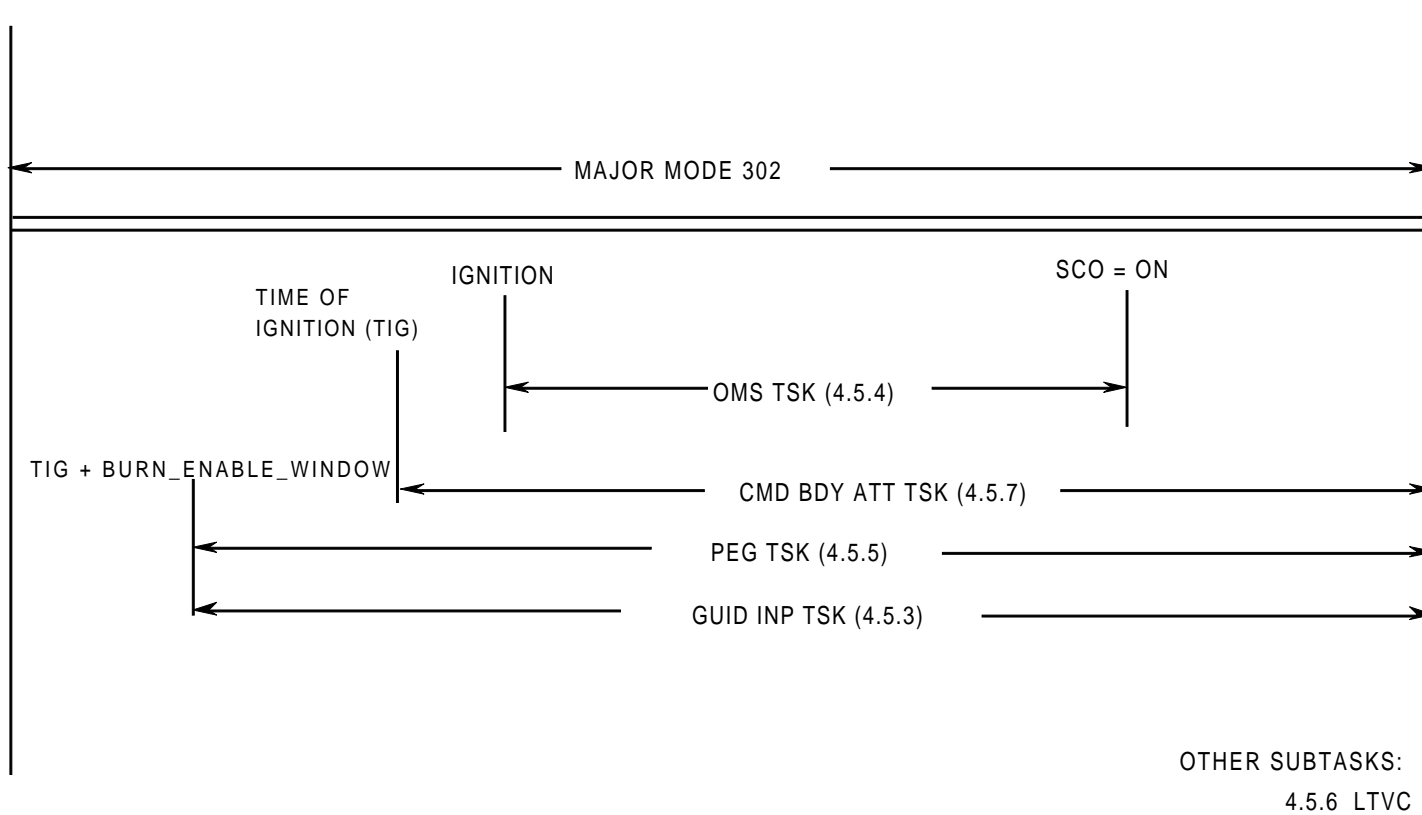 MAJOR MODE 302
IGNITION
SCO = ON
TIME OF
IGNITION (TIG)
OMS TSK (4.5.4)
TIG + BURN_ENABLE_WINDOW
CMD BDY ATT TSK (4.5.7)
PEG TSK (4.5.5)
GUID INP TSK (4.5.3)
OTHER SUBTASKS:
4.5.6 LTVC